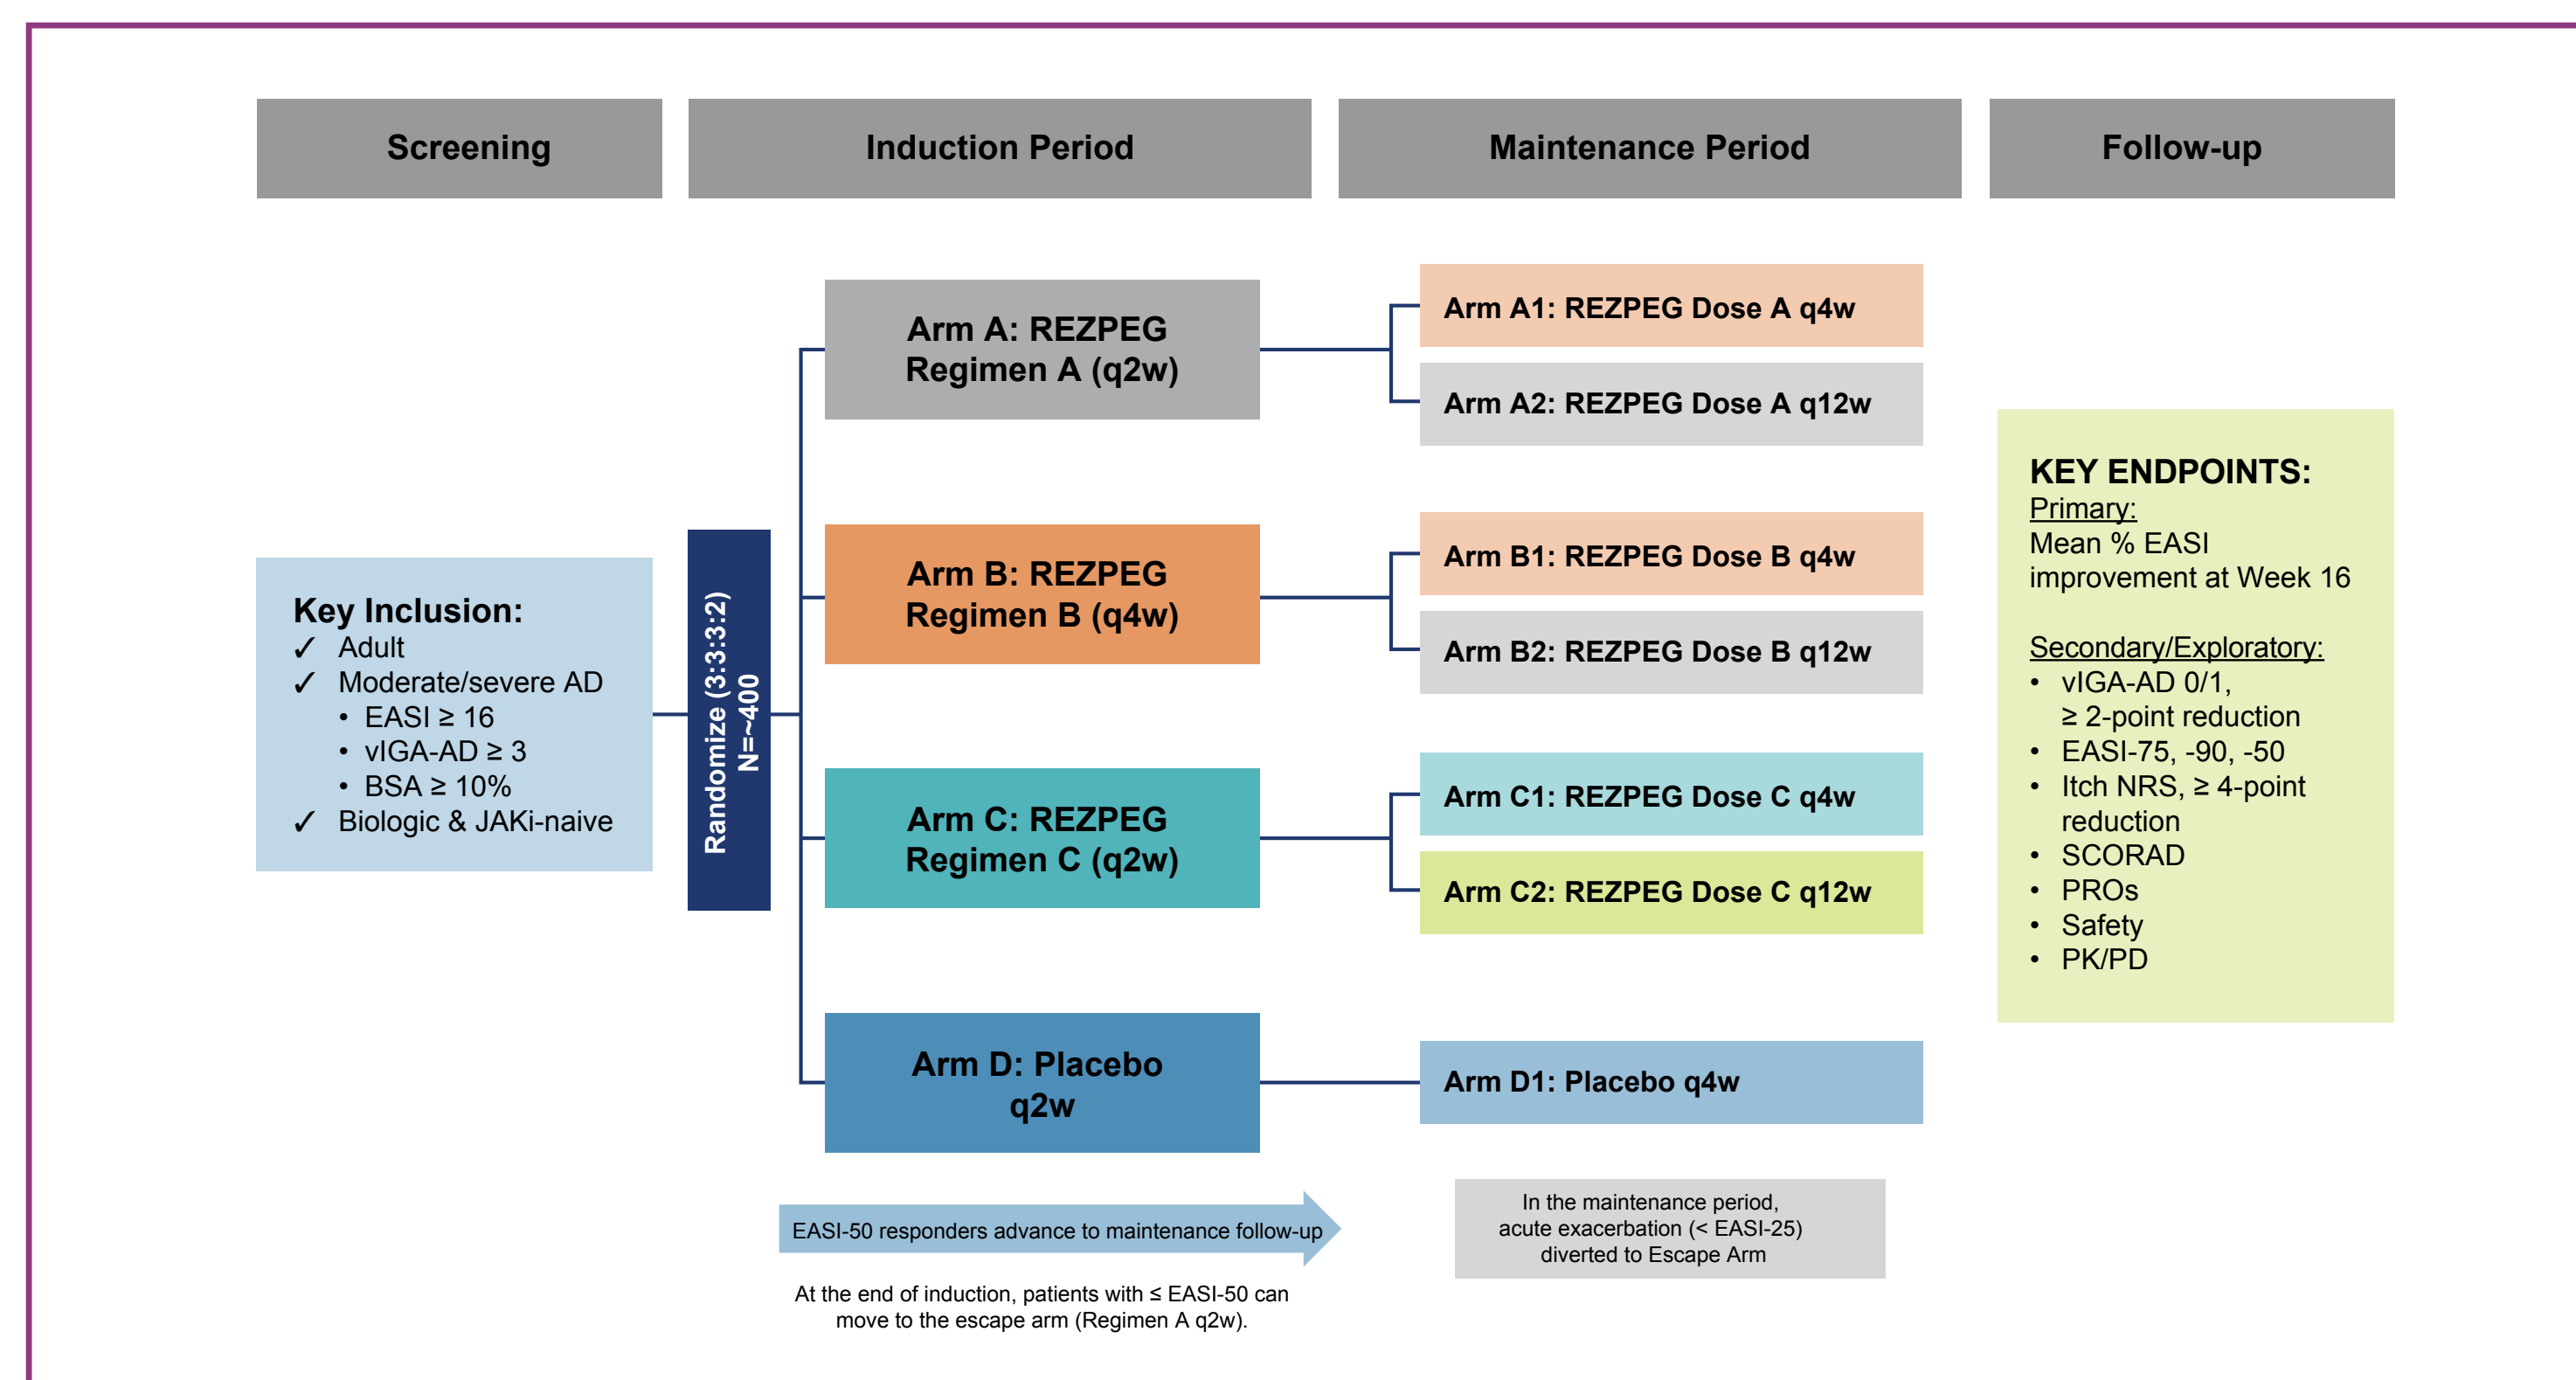 Screening
Induction Period
Maintenance Period
Follow-up
Key Inclusion:
✓ Adult
✓ Moderate/severe AD
• EASI ≥ 16
• vIGA-AD ≥ 3
• BSA ≥ 10%
✓ Biologic & JAKi-naive
Randomize (3:3:3:2)
N=~400
Arm A: REZPEG
Regimen A (q2w)
Arm B: REZPEG
Regimen B (q4w)
Arm C: REZPEG
Regimen C (q2w)
Arm D: Placebo
q2w
EASI-50 responders advance to maintenance follow-up
At the end of induction, patients with ≤ EASI-50 can
move to the escape arm (Regimen A q2w).
Arm A1: REZPEG Dose A q4w
Arm A2: REZPEG Dose A q12w
Arm B1: REZPEG Dose B q4w
Arm B2: REZPEG Dose B q12w
Arm C1: REZPEG Dose C q4w
Arm C2: REZPEG Dose C q12w
Arm D1: Placebo q4w
In the maintenance period,
acute exacerbation (< EASI-25)
diverted to Escape Arm
KEY ENDPOINTS:
Primary:
Mean % EASI
improvement at Week 16
Secondary/Exploratory:
• vIGA-AD 0/1,
≥ 2-point reduction
• EASI-75, -90, -50
• Itch NRS, ≥ 4-point
reduction
• SCORAD
• PROs
• Safety
• PK/PD